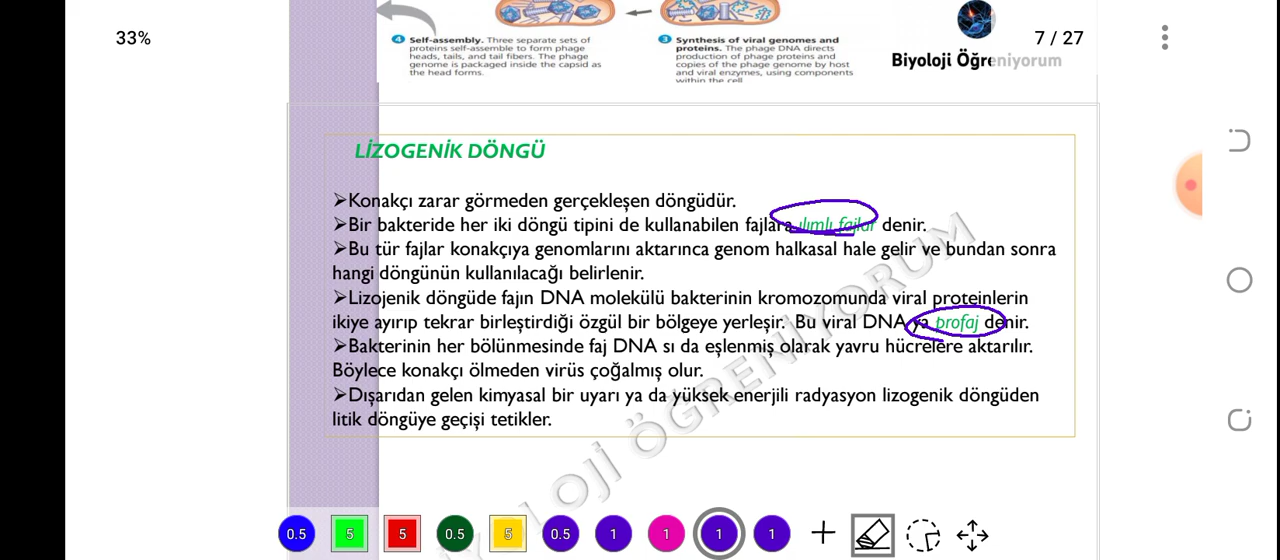 33%
7 / 27
4 Self-assembly. Three separate sets of
proteins self-assemble to form phage
heads, tails, and tail fibers. The phage
genome is packaged inside the capsid as
the head forms.
3 Synthesis of viral genomes and
proteins. The phage DNA directs
production of phage proteins and
copies of the phage genome by host
and viral enzymes, using components
within the cell
Biyoloji Öğreniyorum
LİZOGENİK DÖNGÜ
➢Konakçı zarar görmeden gerçekleşen döngüdür.
➢Bir bakteride her iki döngü tipini de kullanabilen fajlara ılımlı fajlar denir.
➢Bu tür fajlar konakçıya genomlarını aktarınca genom halkasal hale gelir ve bundan sonra
hangi döngünün kullanılacağı belirlenir.
➢Lizojenik döngüde fajın DNA molekülü bakterinin kromozomunda viral proteinlerin
ikiye ayırıp tekrar birleştirdiği özgül bir bölgeye yerleşir. Bu viral DNA ya profaj denir.
➢Bakterinin her bölünmesinde faj DNA sı da eşlenmiş olarak yavru hücrelere aktarılır.
Böylece konakçı ölmeden virüs çoğalmış olur.
➢Dışarıdan gelen kimyasal bir uyarı ya da yüksek enerjili radyasyon lizogenik döngüden
litik döngüye geçişi tetikler.
OJİ ÖĞRENİYORUM
0.5 5 5 0.5 5 0.5 1 1 1 1